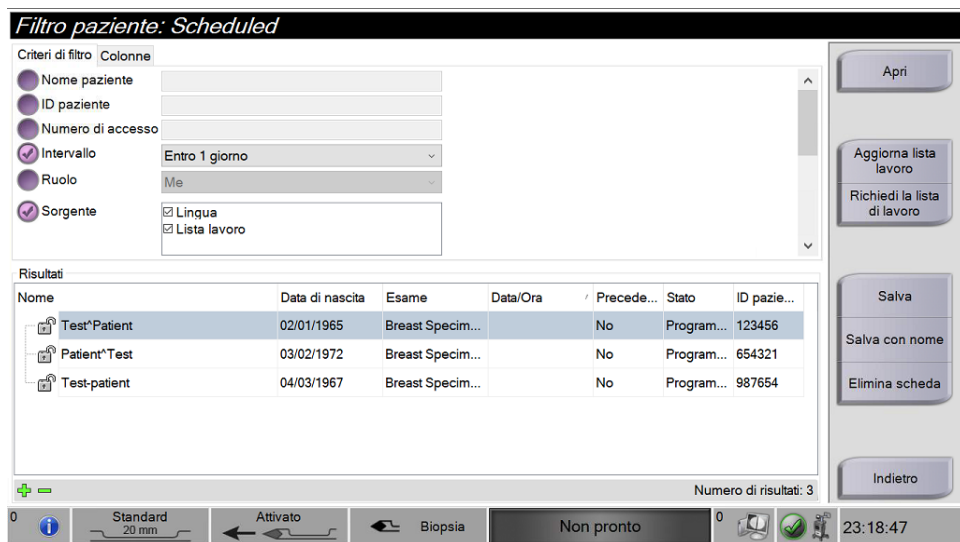 Filtro paziente: Scheduled
Criteri di filtro Colonne
Nome paziente
ID paziente
Numero di accesso
Intervallo Entro 1 giorno
Ruolo Me
Sorgente Lingua
Lista lavoro
Apri
Aggiorna lista
lavoro
Richiedi la lista
di lavoro
Salva
Salva con nome
Elimina scheda
Indietro
Risultati
Nome Data di nascita Esame Data/Ora Precede... Stato ID pazie...
Test^Patient 02/01/1965 Breast Specim... No Program... 123456
Patient^Test 03/02/1972 Breast Specim... No Program... 654321
Test-patient 04/03/1967 Breast Specim... No Program... 987654
Numero di risultati: 3
0 Standard
20 mm
Attivato
Biopsia
Non pronto
0
23:18:47